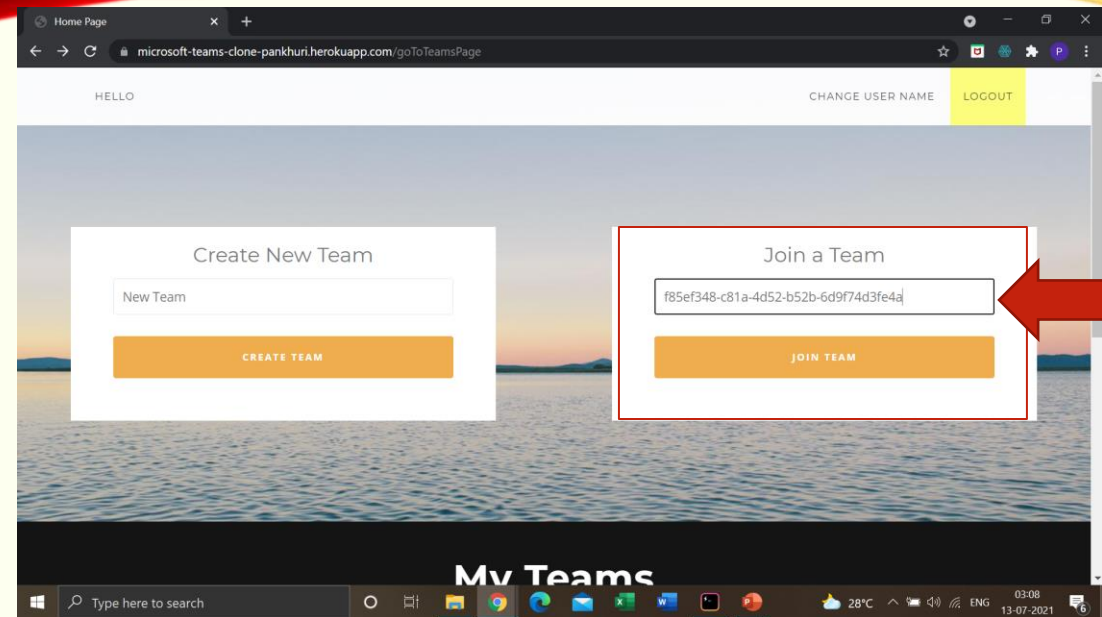 Home Page
microsoft-teams-clone-pankhuri.herokuapp.com/goToTeamsPage
P
HELLO
CHANGE USER NAME
LOGOUT
Create New Team
New Team
CREATE TEAM
Join a Team
f85ef348-c81a-4d52-b52b-6d9f74d3fe4a
JOIN TEAM
My Teams
Type here to search
28°C
ENG
03:08
13-07-2021
6